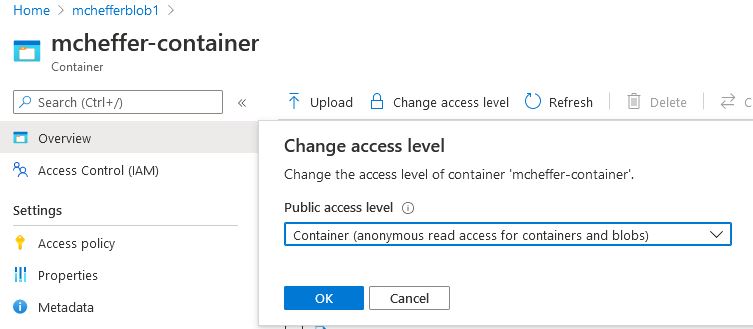 Home > mchefferblob1 >
mcheffer-container
Container
Search (Ctrl+/)
«
Upload Change access level Refresh Delete
Overview
Access Control (IAM)
Settings
Access policy
Properties
Metadata
Change access level
Change the access level of container 'mcheffer-container'.
Public access level
Container (anonymous read access for containers and blobs)
OK Cancel